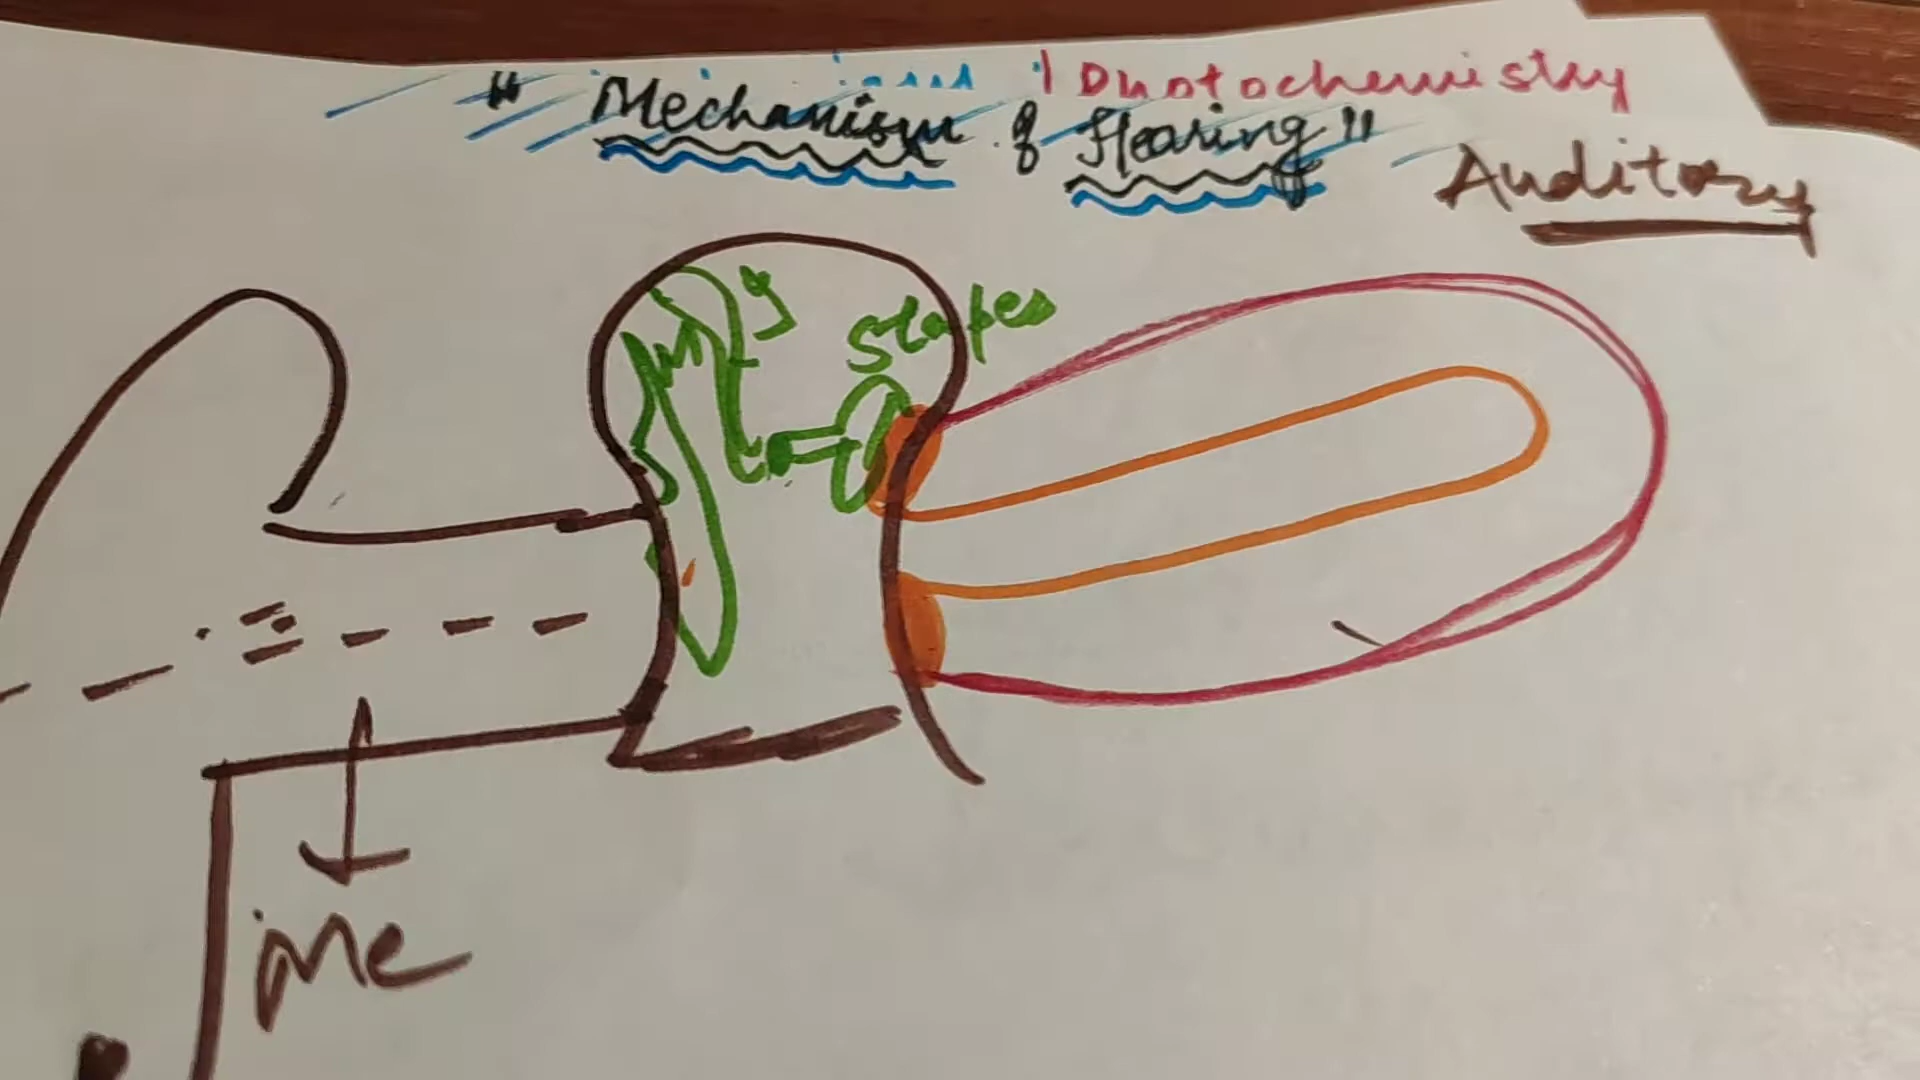 Photochemistry
"Mechanism of Hearing"
Auditory
M
I
Stapes
Me